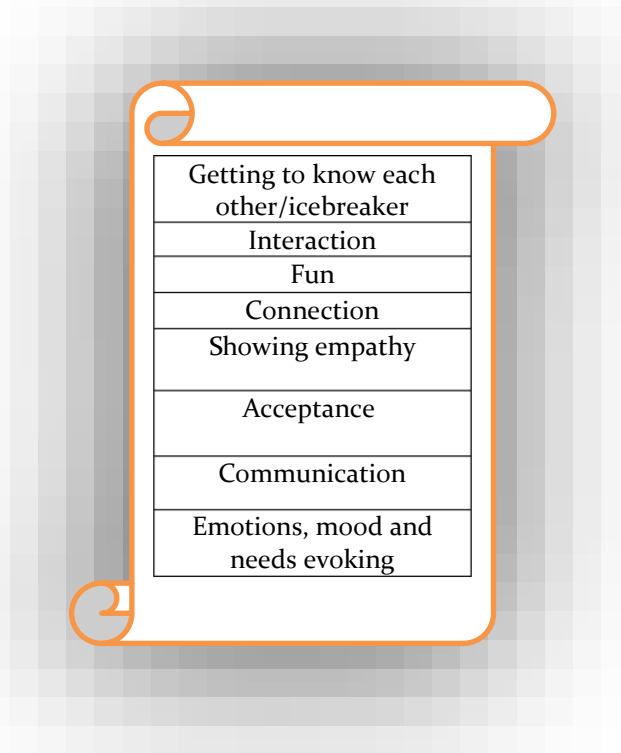 Getting to know each
other/icebreaker
Interaction
Fun
Connection
Showing empathy
Acceptance
Communication
Emotions, mood and
needs evoking